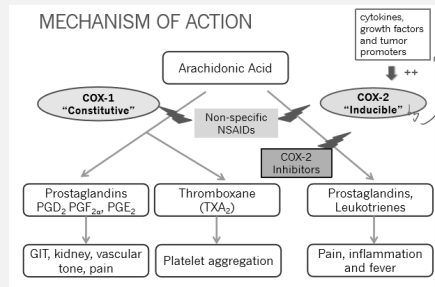 MECHANISM OF ACTION
cytokines,
growth factors
and tumor
promoters
++
Arachidonic Acid
COX-1
“Constitutive”
Non-specific
NSAIDs
COX-2
“Inducible”
COX-2
Inhibitors
Prostaglandins
PGD₂ PGF₂α, PGE₂
Thromboxane
(TXA₂)
Prostaglandins,
Leukotrienes
GIT, kidney, vascular
tone, pain
Platelet aggregation
Pain, inflammation
and fever